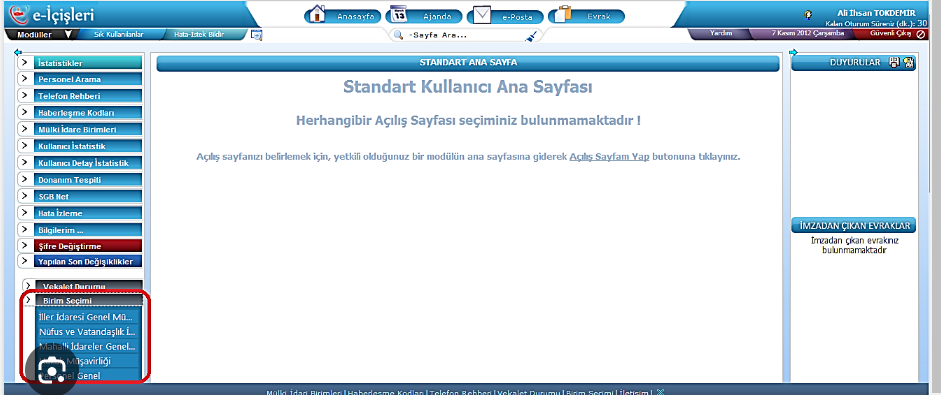 e-İçişleri
Anasayfa
Ajanda
e-Posta
Evrak
Ali İhsan TOKDEMİR
Kalan Oturum Süreniz (dk.): 30
Modüller
Sık Kullanılanlar
Hata-İstek Bildir
-Sayfa Ara...
Yardım
7 Kasım 2012 Çarşamba
Güvenli Çıkış
İstatistikler
Personel Arama
Telefon Rehberi
Haberleşme Kodları
Mülki İdare Birimleri
Kullanıcı İstatistik
Kullanıcı Detay İstatistik
Donanım Tespiti
SGB Net
Hata İzleme
Bilgilerim ...
Şifre Değiştirme
Yapılan Son Değişiklikler
Vekalet Durumu
Birim Seçimi
İller İdaresi Genel Mü...
Nüfus ve Vatandaşlık İ...
Mahalli İdareler Genel...
Müşavirliği
Genel
STANDART ANA SAYFA
Standart Kullanıcı Ana Sayfası
Herhangibir Açılış Sayfası seçiminiz bulunmamaktadır !
Açılış sayfanızı belirlemek için, yetkili olduğunuz bir modülün ana sayfasına giderek Açılış Sayfam Yap butonuna tıklayınız.
DUYURULAR
İMZADAN ÇIKAN EVRAKLAR
İmzadan çıkan evrakınız
bulunmamaktadır
Mülki İdari Birimleri|Haberleşme Kodları|Telefon Rehberi|Vekalet Durumu|Birim Seçimi|İletişim|